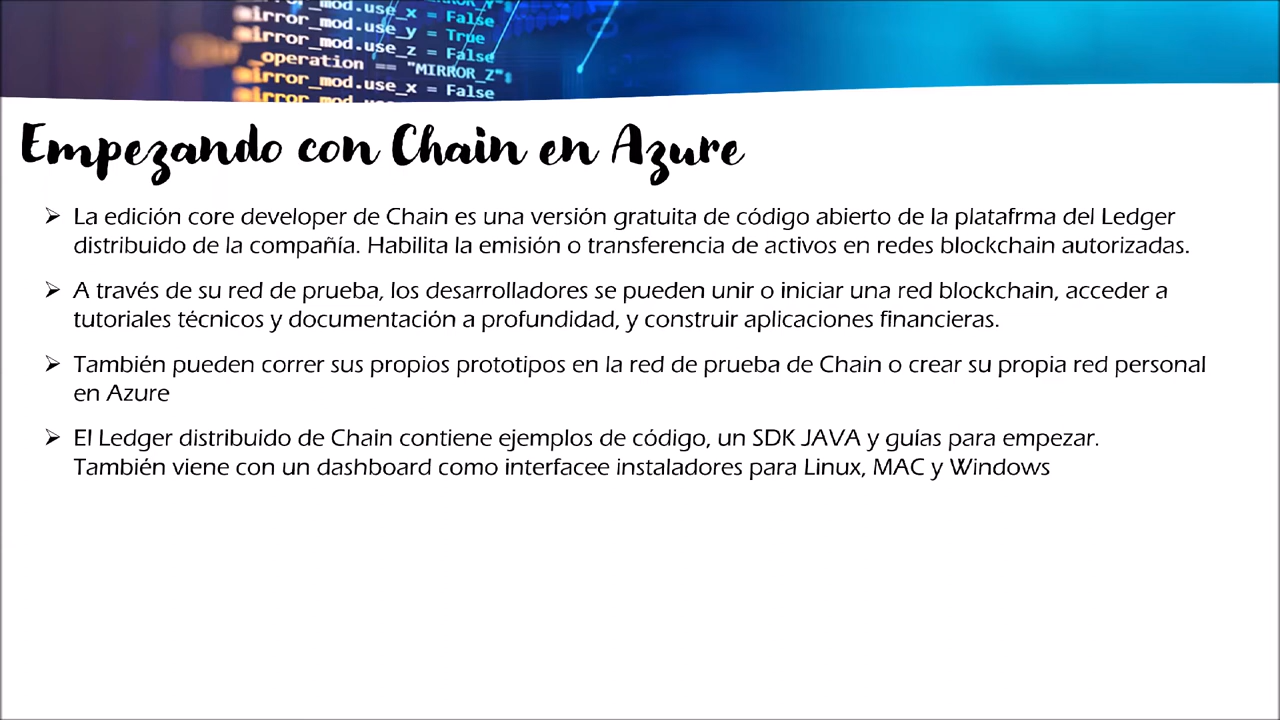 mirror_mod.use_x = False
mirror_mod.use_y = True
mirror_mod.use_z = False
_operation == "MIRROR_Z":
mirror_mod.use_x = False
Empezando con Chain en Azure
➢ La edición core developer de Chain es una versión gratuita de código abierto de la platafrma del Ledger
distribuido de la compañía. Habilita la emisión o transferencia de activos en redes blockchain autorizadas.
➢ A través de su red de prueba, los desarrolladores se pueden unir o iniciar una red blockchain, acceder a
tutoriales técnicos y documentación a profundidad, y construir aplicaciones financieras.
➢ También pueden correr sus propios prototipos en la red de prueba de Chain o crear su propia red personal
en Azure
➢ El Ledger distribuido de Chain contiene ejemplos de código, un SDK JAVA y guías para empezar.
También viene con un dashboard como interfacee instaladores para Linux, MAC y Windows